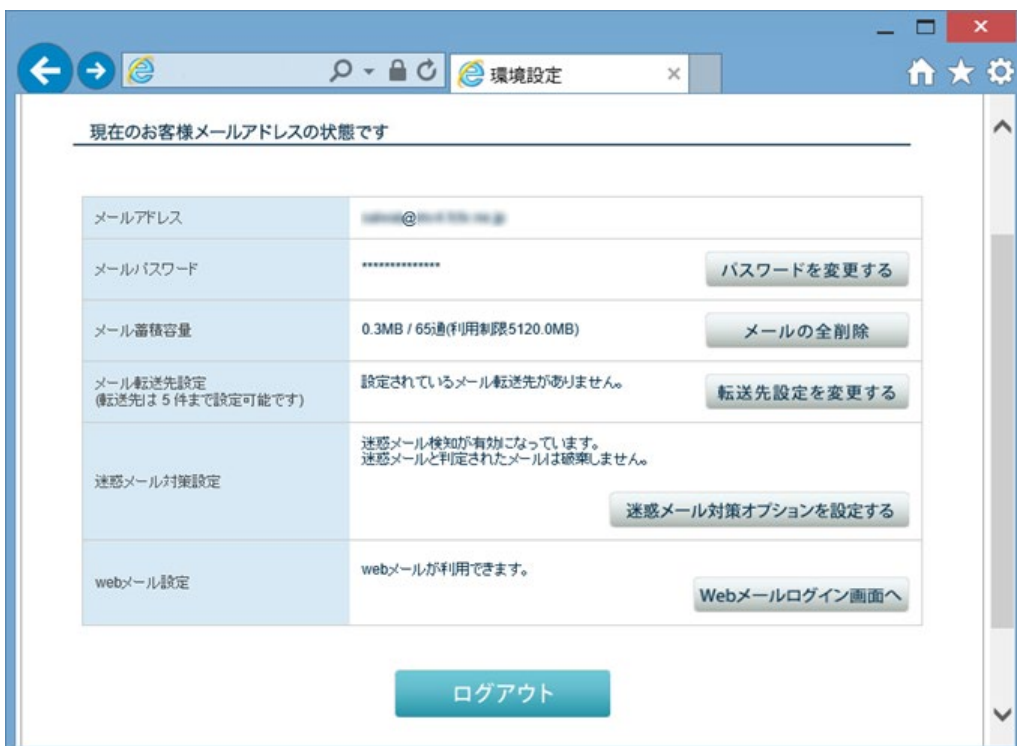 環境設定
現在のお客様メールアドレスの状態です
メールアドレス
@
メールパスワード
**************
パスワードを変更する
メール蓄積容量
0.3MB / 65通(利用制限5120.0MB)
メールの全削除
メール転送先設定
(転送先は 5 件まで設定可能です)
設定されているメール転送先がありません。
転送先設定を変更する
迷惑メール対策設定
迷惑メール検知が有効になっています。
迷惑メールと判定されたメールは破棄しません。
迷惑メール対策オプションを設定する
webメール設定
webメールが利用できます。
Webメールログイン画面へ
ログアウト